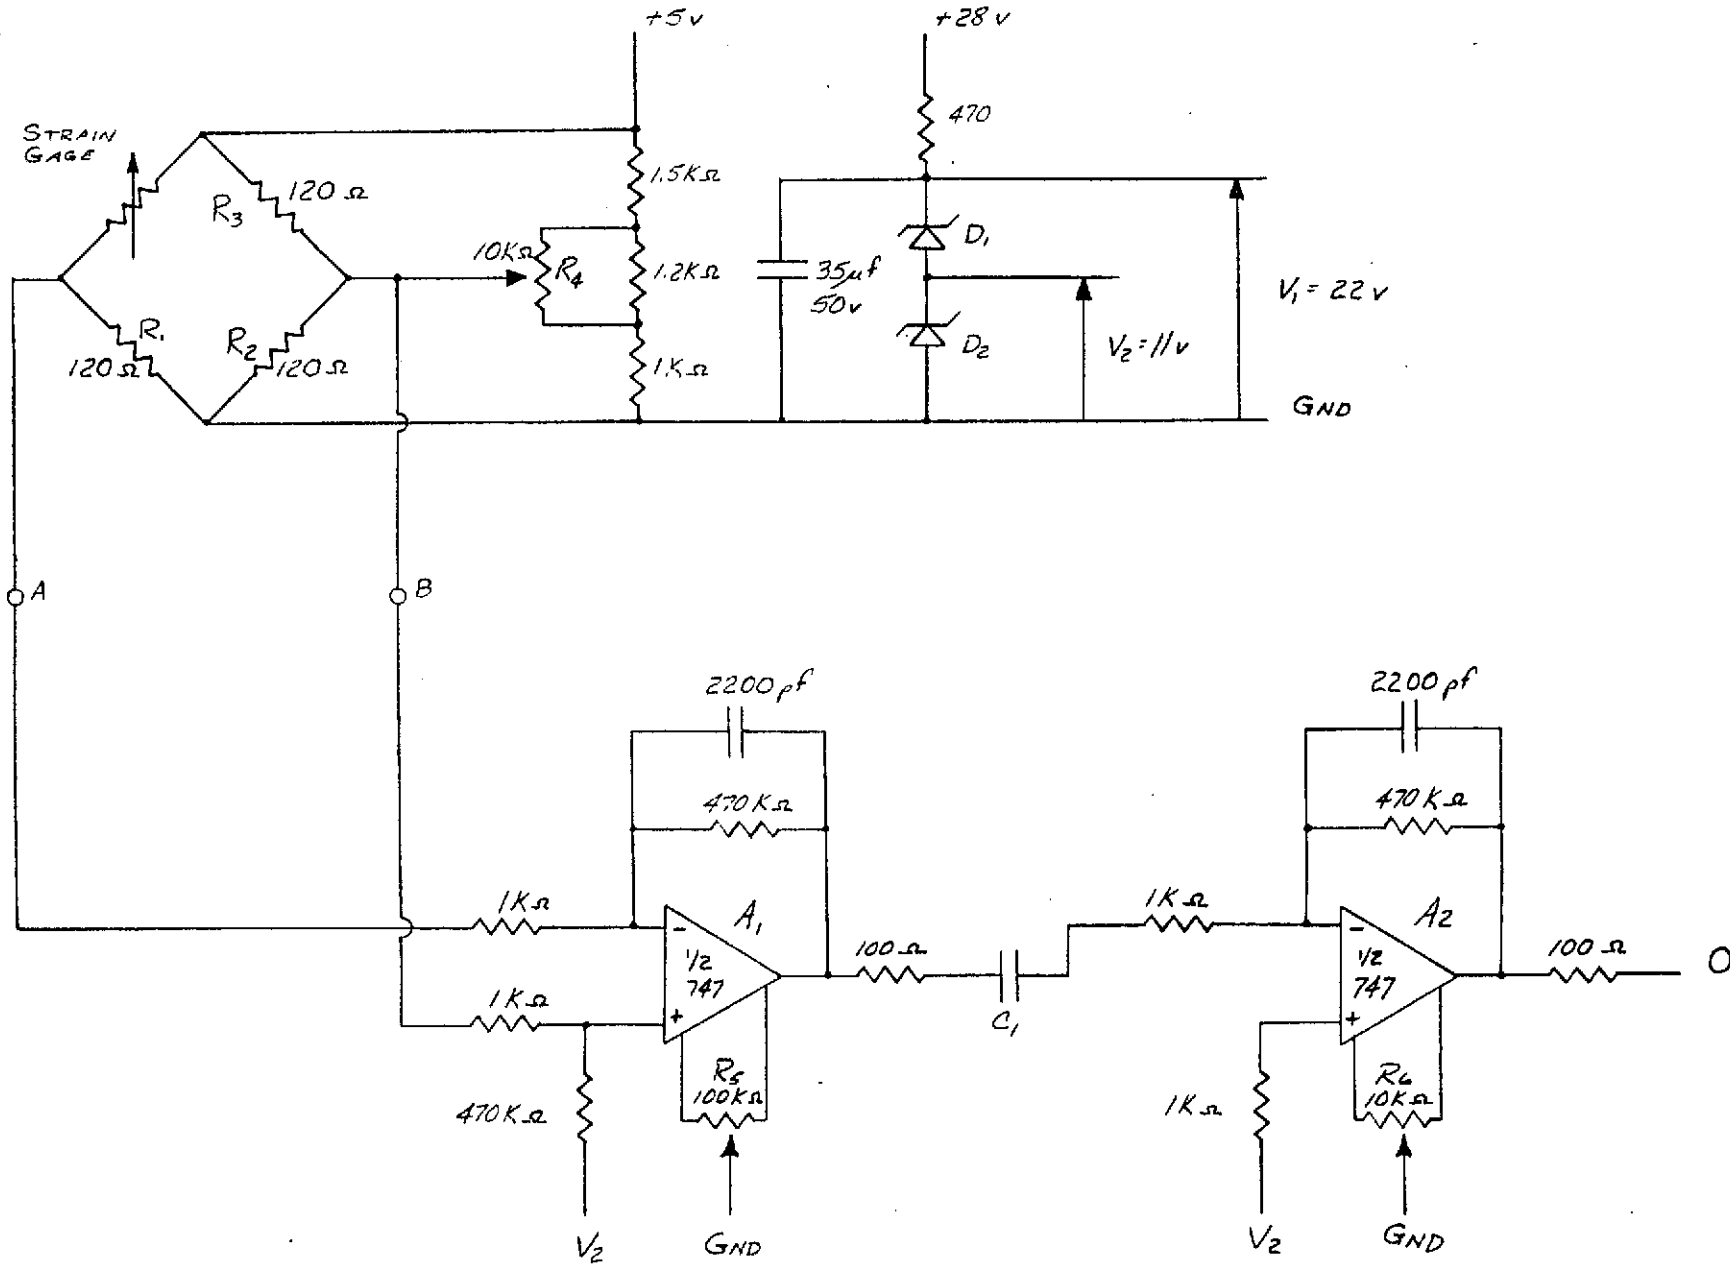 +5v
+28v
STRAIN
GAGE
470
120Ω
R3
1.5KΩ
10KΩ
R4
1.2KΩ
D1
35μf
50v
V1 = 22v
R1
120Ω
R2
120Ω
1KΩ
D2
V2 = 11v
GND
A
B
2200pf
470KΩ
1KΩ
-
A1
1/2
747
+
1KΩ
100Ω
C1
R5
100KΩ
470KΩ
V2
GND
2200pf
470KΩ
1KΩ
-
A2
1/2
747
+
100Ω
O
R6
10KΩ
1KΩ
V2
GND